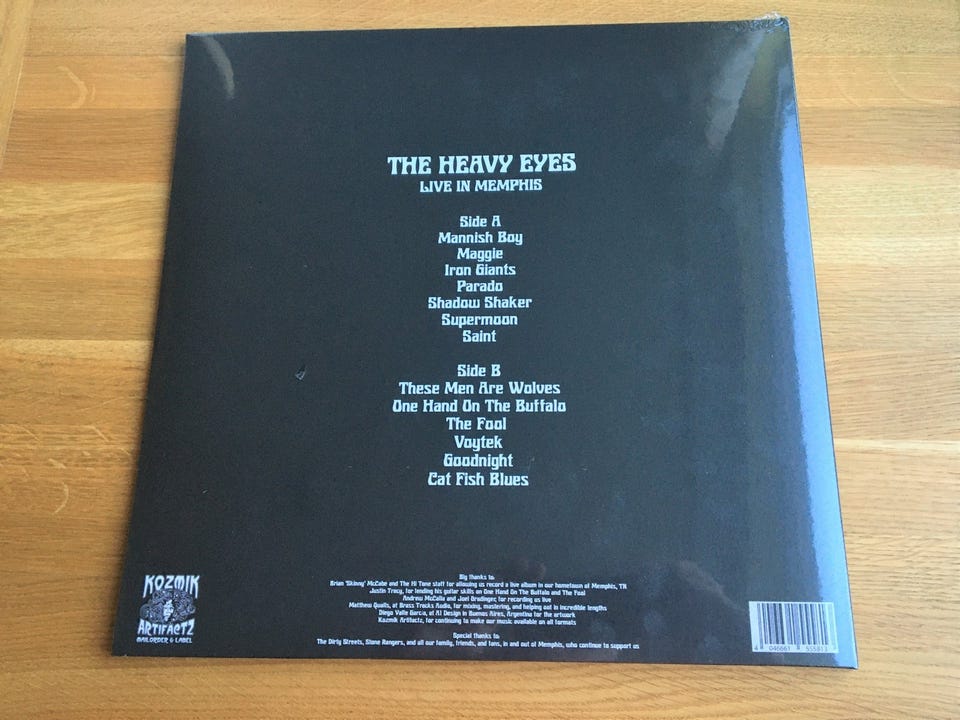 THE HEAVY EYES
LIVE IN MEMPHIS
Side A
Mannish Boy
Maggie
Iron Giants
Parado
Shadow Shaker
Supermoon
Saint
Side B
These Men Are Wolves
One Hand On The Buffalo
The Fool
Voytek
Goodnight
Cat Fish Blues
Big thanks to:
Brian "Skinny" McCabe and The Hi Tone staff for allowing us record a live album in our hometown of Memphis, TN
Justin Tracy, for lending his guitar skills on One Hand On The Buffalo and The Fool
Andrew McCalla and Joel Gradinger, for recording us live
Matthew Qualls, at Brass Tracks Audio, for mixing, mastering, and helping out in incredible lengths
Diego Valle Garcia, of A1 Design in Buenos Aires, Argentina for the artwork
Kozmik Artifactz, for continuing to make our music available on all formats
Special thanks to:
The Dirty Streets, Stone Rangers, and all our family, friends, and fans, in and out of Memphis, who continue to support us
KOZMIK
ARTIFACTZ
MAILORDER & LABEL
4 046661 555813